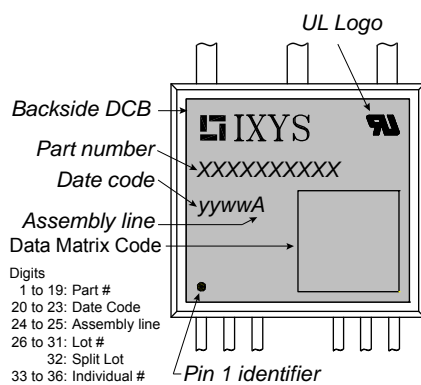 UL Logo
Backside DCB
IXYS
Part number
XXXXXXXXXX
Date code
yywwA
Assembly line
Data Matrix Code
Digits
1 to 19: Part #
20 to 23: Date Code
24 to 25: Assembly line
26 to 31: Lot #
32: Split Lot
33 to 36: Individual #
Pin 1 identifier